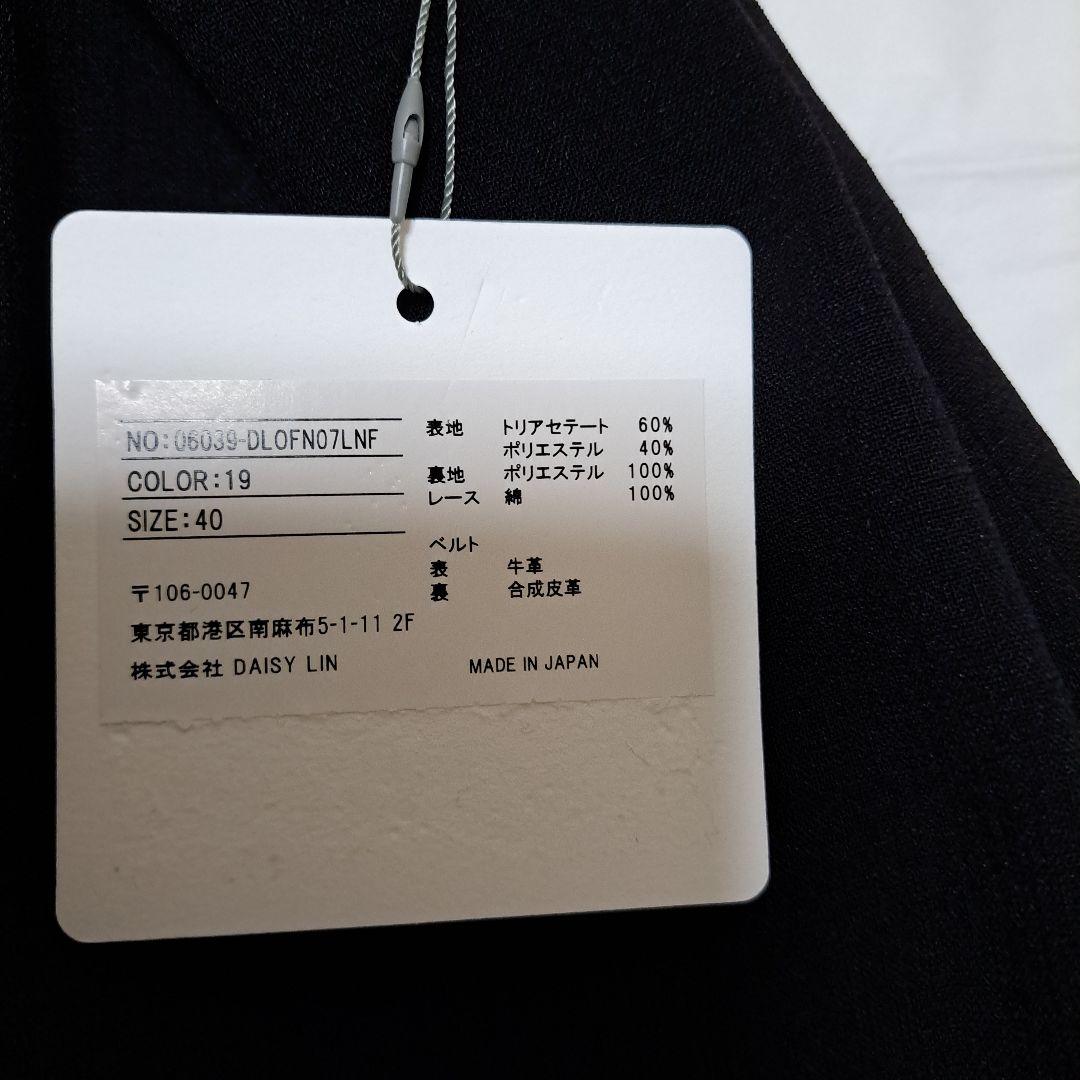 NO:06039-DLOFN07LNF
COLOR:19
SIZE:40
〒106-0047
東京都港区南麻布5-1-11 2F
株式会社 DAISY LIN
表地 トリアセテート 60%
ポリエステル 40%
裏地 ポリエステル 100%
レース 綿 100%
ベルト
表 牛革
裏 合成皮革
MADE IN JAPAN